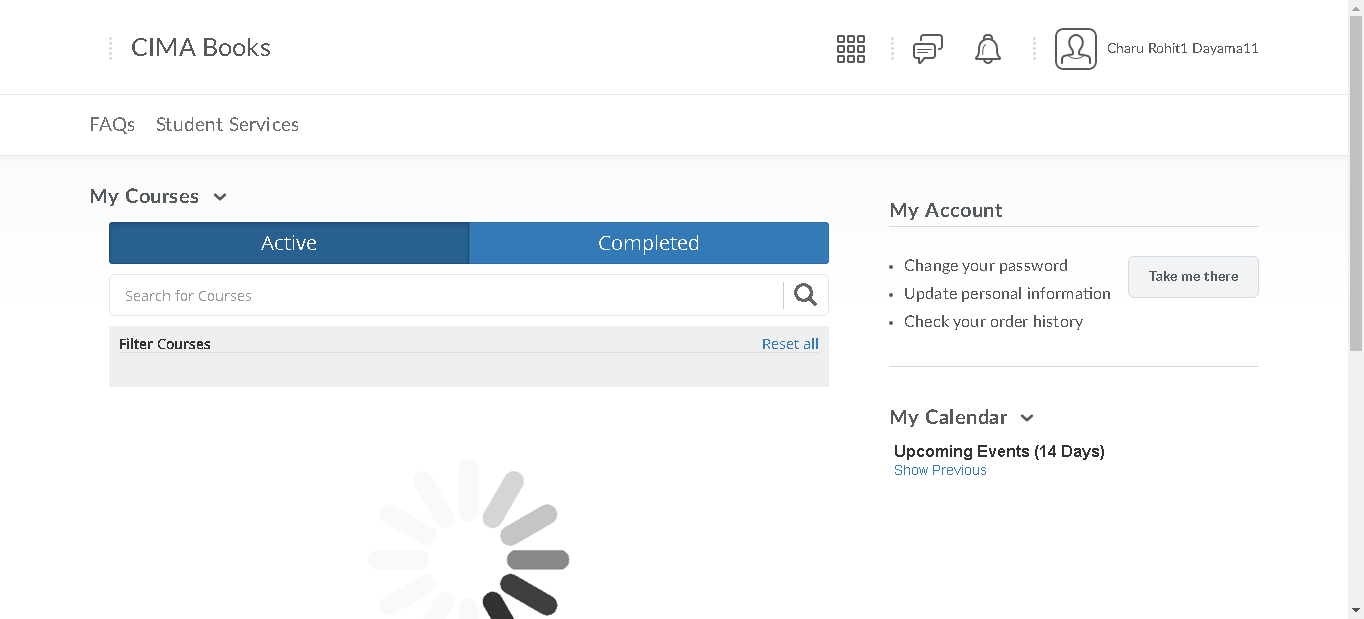 CIMA Books
Charu Rohit1 Dayama11
FAQs Student Services
My Courses
Active Completed
Search for Courses
Filter Courses Reset all
My Account
Change your password
Update personal information
Check your order history
Take me there
My Calendar
Upcoming Events (14 Days)
Show Previous